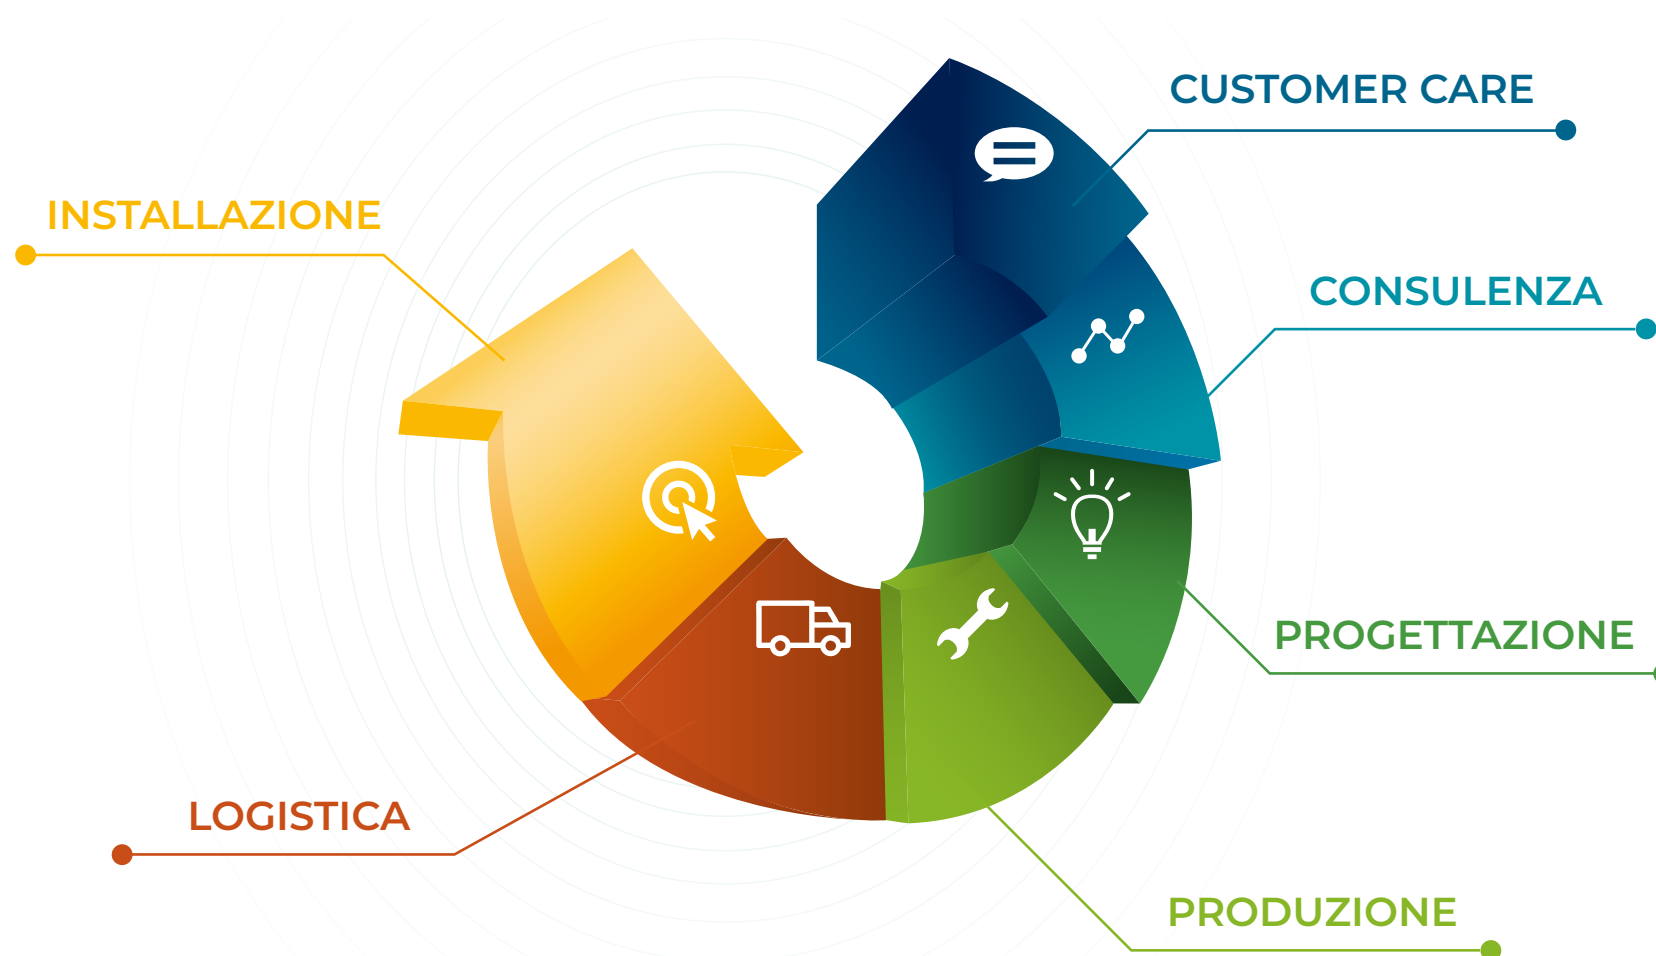 CUSTOMER CARE
INSTALLAZIONE
CONSULENZA
PROGETTAZIONE
LOGISTICA
PRODUZIONE